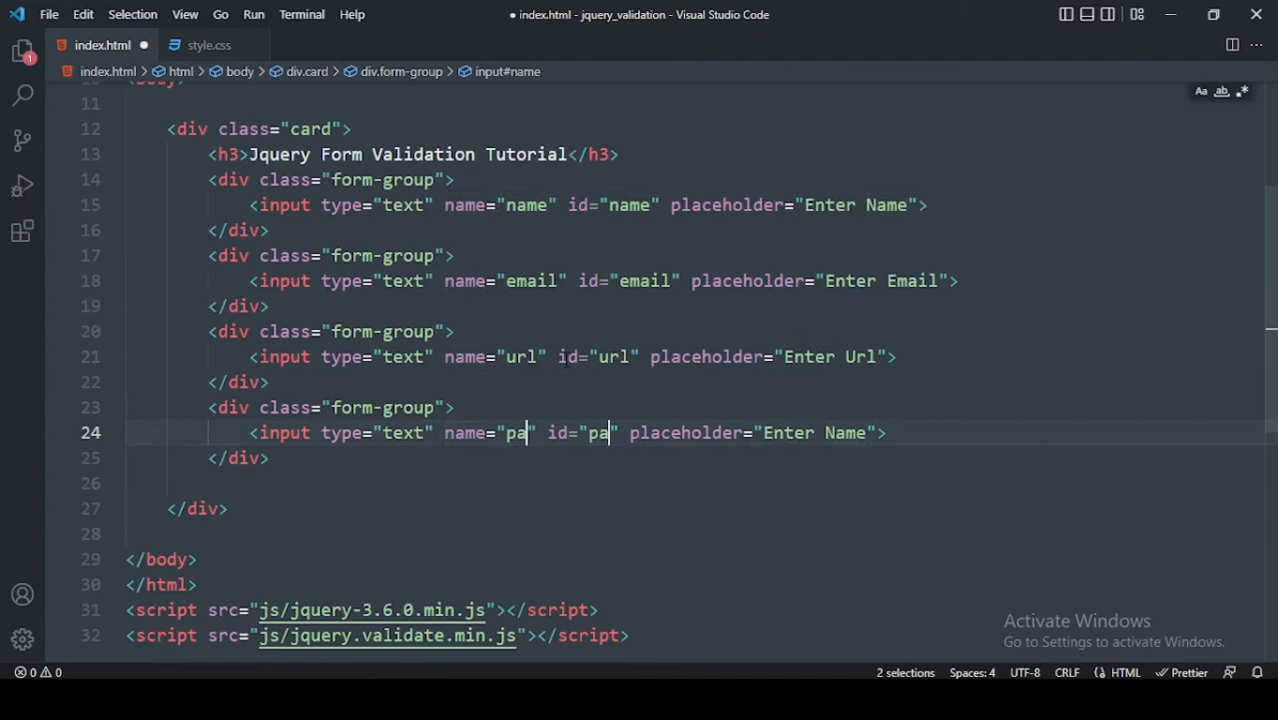 File Edit Selection View Go Run Terminal Help
● index.html - jquery_validation - Visual Studio Code
index.html ● style.css
index.html > html > body > div.card > div.form-group > input#name
1
Aa ab .*
10 <body>
11
12 <div class="card">
13 <h3>Jquery Form Validation Tutorial</h3>
14 <div class="form-group">
15 <input type="text" name="name" id="name" placeholder="Enter Name">
16 </div>
17 <div class="form-group">
18 <input type="text" name="email" id="email" placeholder="Enter Email">
19 </div>
20 <div class="form-group">
21 <input type="text" name="url" id="url" placeholder="Enter Url">
22 </div>
23 <div class="form-group">
24 <input type="text" name="pa" id="pa" placeholder="Enter Name">
25 </div>
26
27 </div>
28
29 </body>
30 </html>
31 <script src="js/jquery-3.6.0.min.js"></script>
32 <script src="js/jquery.validate.min.js"></script>
Activate Windows
Go to Settings to activate Windows.
0 0 2 selections Spaces: 4 UTF-8 CRLF HTML Prettier